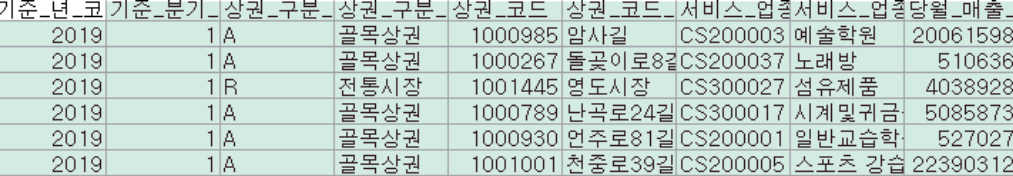 기준_년_코 기준_분기_ 상권_구분_ 상권_구분_ 상권_코드 상권_코드_ 서비스_업종 서비스_업종 당월_매출_
2019 1 A 골목상권 1000985 암사길 CS200003 예술학원 20061598
2019 1 A 골목상권 1000267 돌곶이로8길 CS200037 노래방 510636
2019 1 R 전통시장 1001445 영도시장 CS300027 섬유제품 4038928
2019 1 A 골목상권 1000789 난곡로24길 CS300017 시계및귀금 5085873
2019 1 A 골목상권 1000930 언주로81길 CS200001 일반교습학 527027
2019 1 A 골목상권 1001001 천중로39길 CS200005 스포츠 강습 22390312